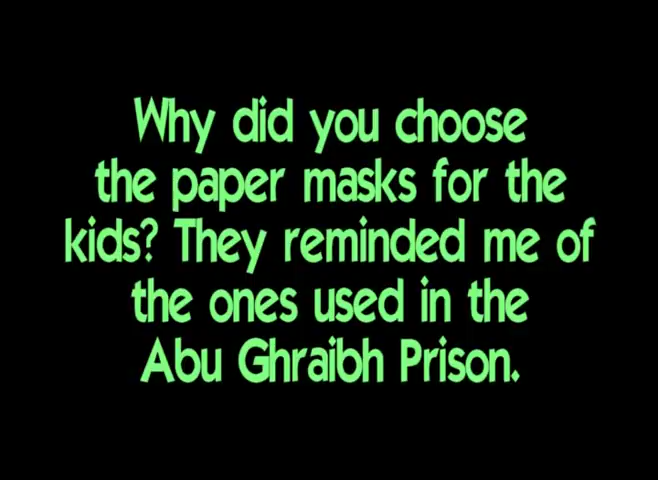 Why did you choose
the paper masks for the
kids? They reminded me of
the ones used in the
Abu Ghraibh Prison.